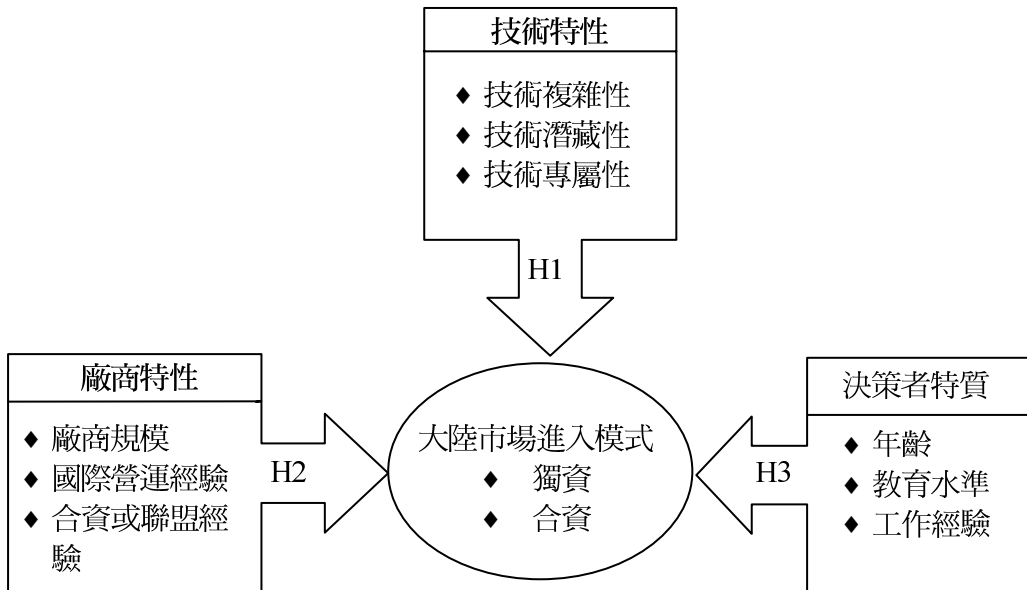 技術特性
◆ 技術複雜性
◆ 技術潛藏性
◆ 技術專屬性
H1
廠商特性
◆ 廠商規模
◆ 國際營運經驗
◆ 合資或聯盟經
驗
H2
大陸市場進入模式
◆ 獨資
◆ 合資
H3
決策者特質
◆ 年齡
◆ 教育水準
◆ 工作經驗